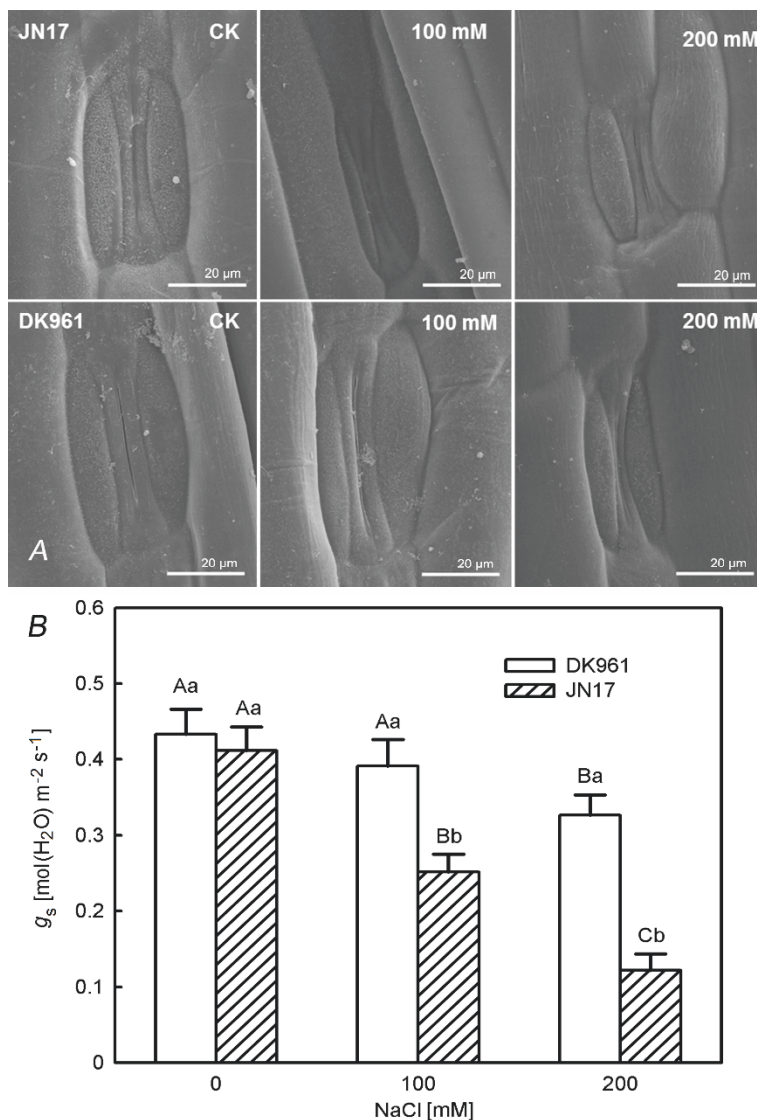 JN17 CK 100 mM 200 mM
20 µm 20 µm 20 µm
DK961 CK 100 mM 200 mM
A 20 µm 20 µm 20 µm
B
0.6
0.5
0.4
0.3
0.2
0.1
0
gs [mol(H2O) m−2 s-1]
DK961
JN17
Aa Aa Aa Bb Ba Cb
0 100 200
NaCl [mM]